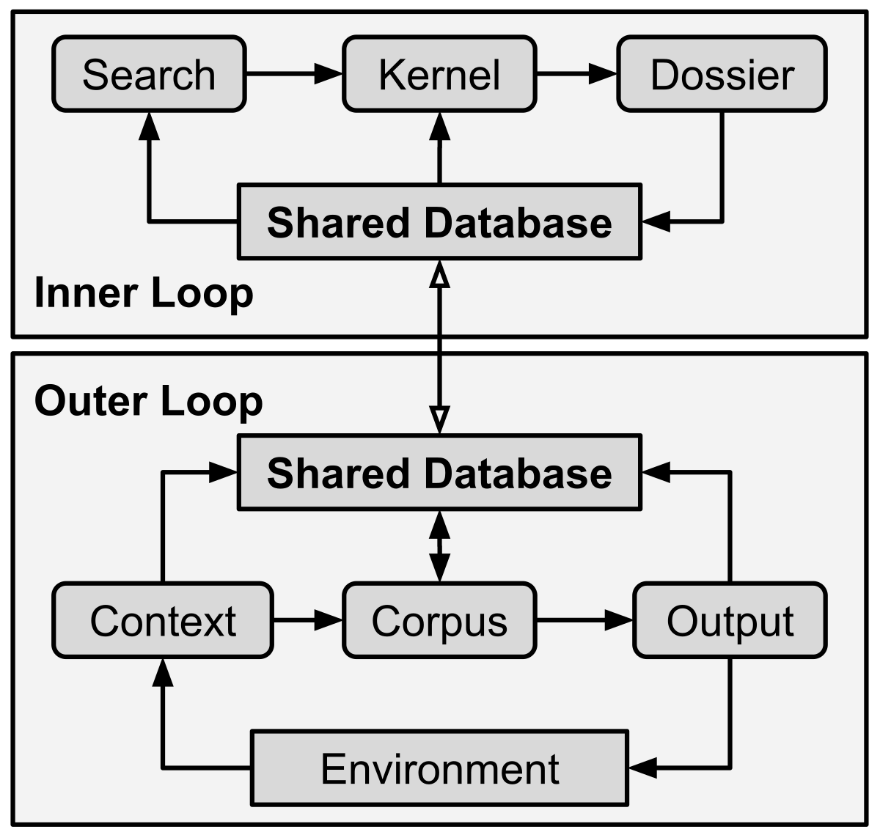 Search
Kernel
Dossier
Shared Database
Inner Loop
Outer Loop
Shared Database
Context
Corpus
Output
Environment